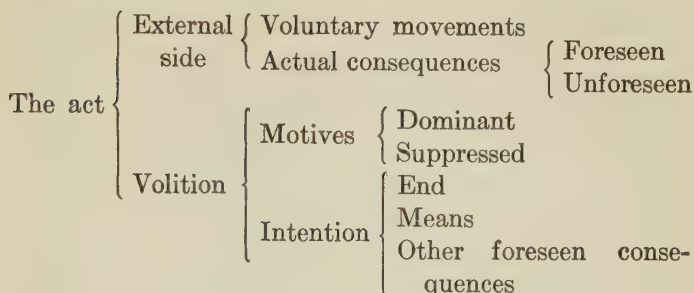 External { Voluntary movements
side Actual consequences { Foreseen
Unforeseen
The act {
Motives { Dominant
Suppressed
Volition {
End
Means
Intention { Other foreseen conse-
quences